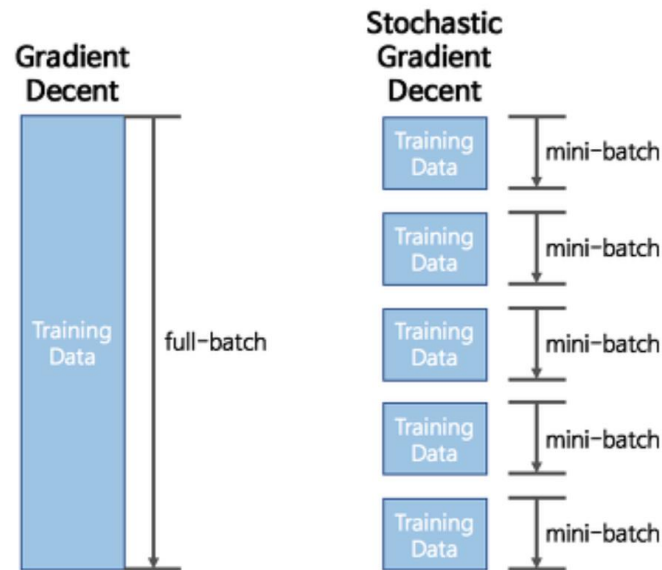 Gradient
Decent
Training
Data
full-batch
Stochastic
Gradient
Decent
Training
Data
mini-batch
Training
Data
mini-batch
Training
Data
mini-batch
Training
Data
mini-batch
Training
Data
mini-batch